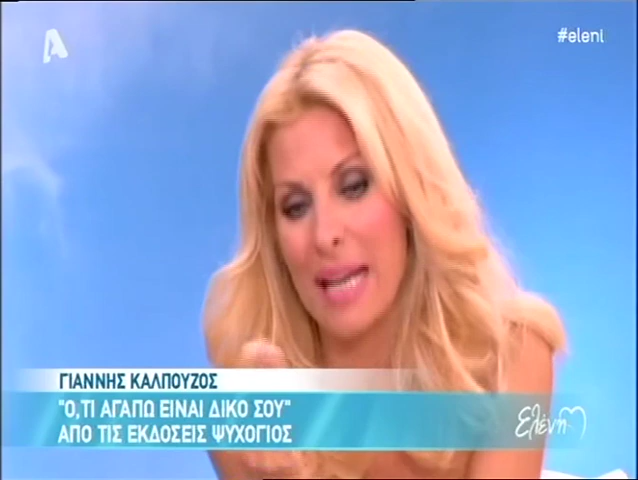 #eleni
ΓΙΑΝΝΗΣ ΚΑΛΠΟΥΖΟΣ
"Ο,ΤΙ ΑΓΑΠΩ ΕΙΝΑΙ ΔΙΚΟ ΣΟΥ"
ΑΠΟ ΤΙΣ ΕΚΔΟΣΕΙΣ ΨΥΧΟΓΙΟΣ
Ελένη